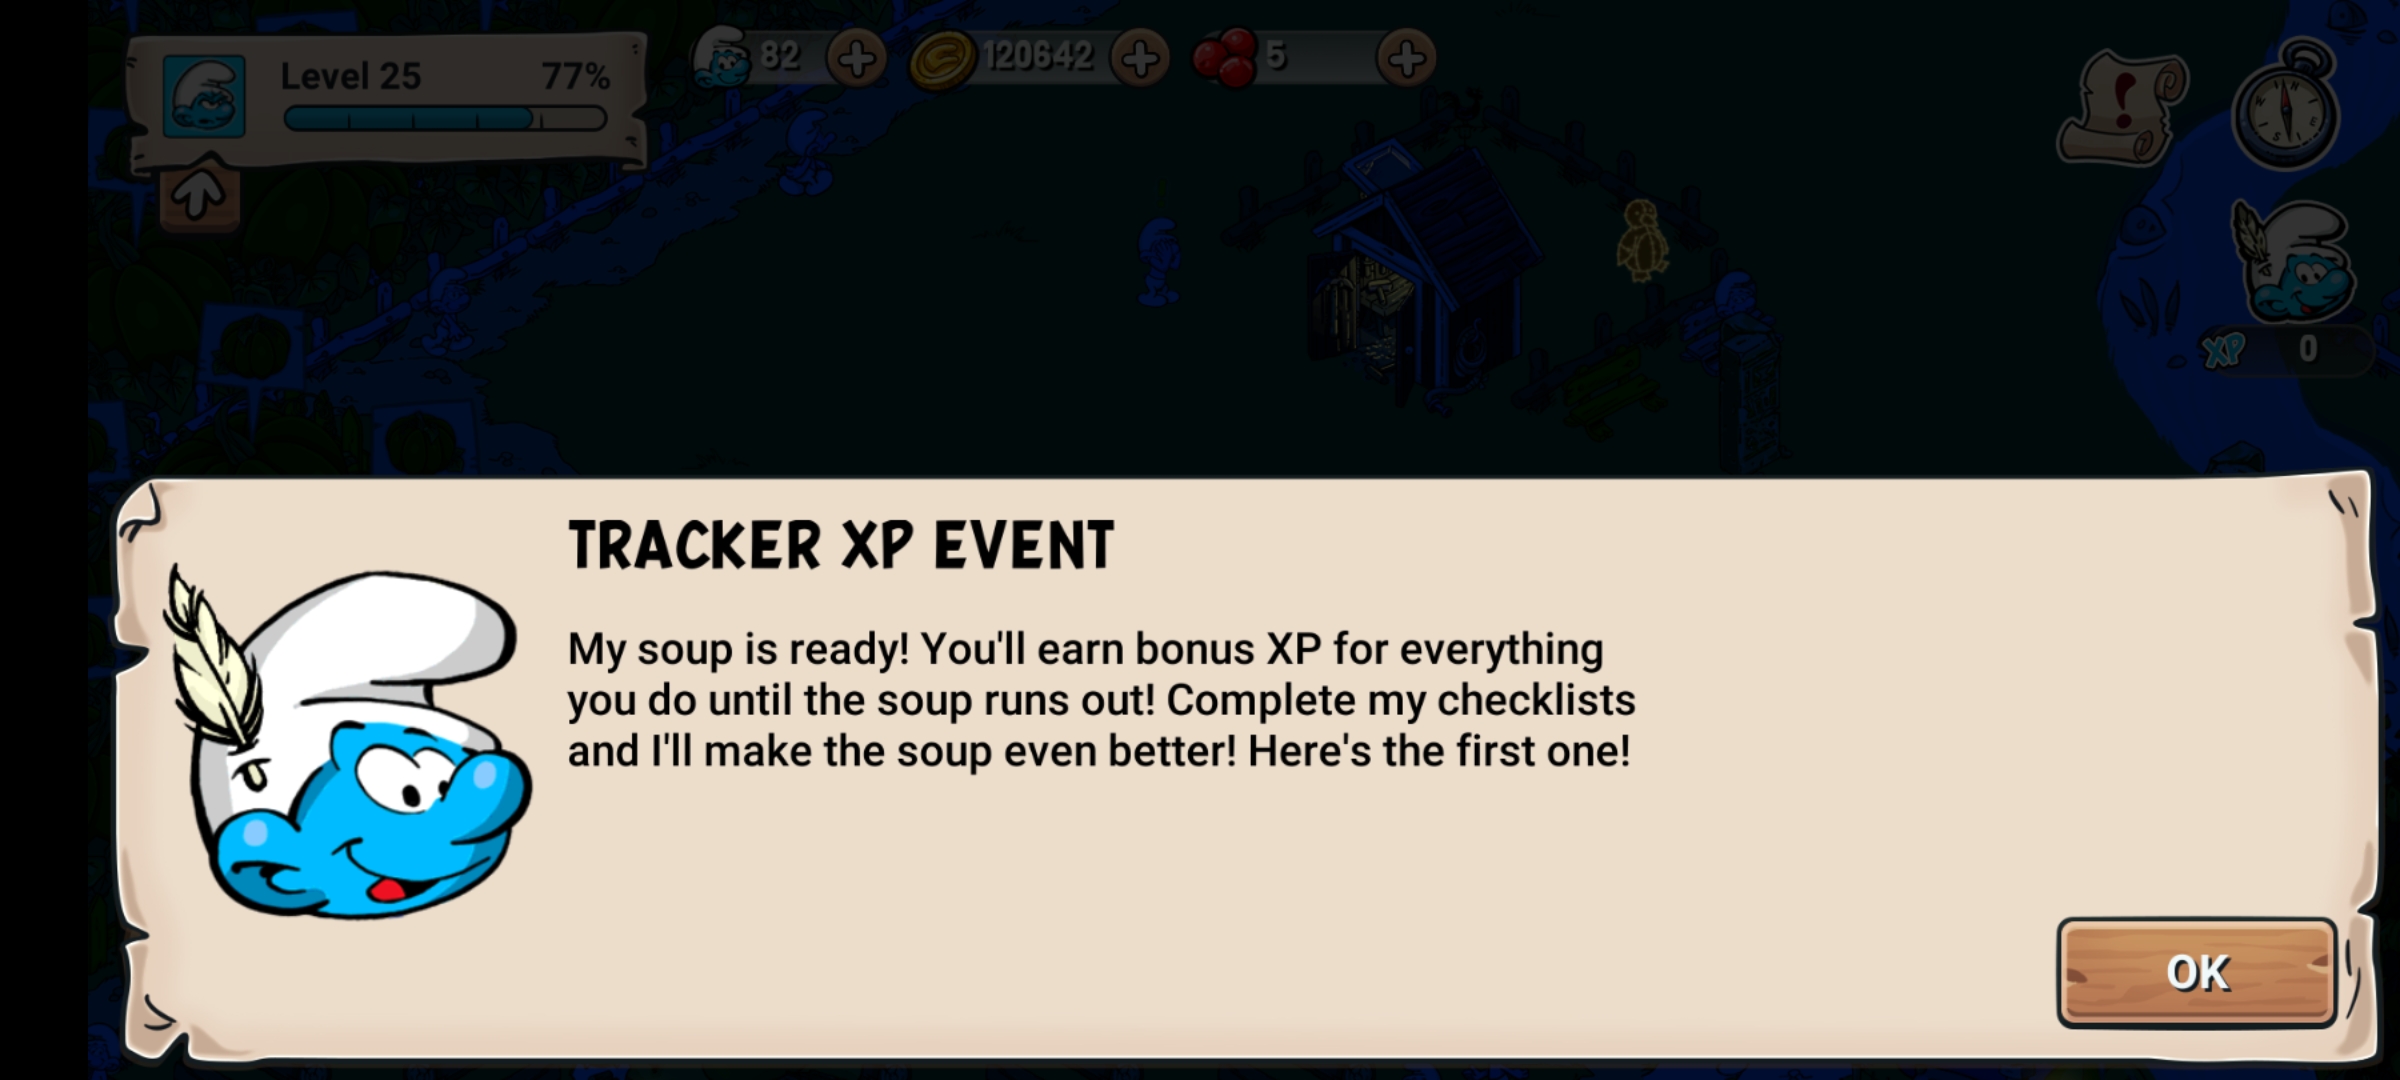 Level 25 77%
82
120642
5
XP 0
TRACKER XP EVENT
My soup is ready! You'll earn bonus XP for everything
you do until the soup runs out! Complete my checklists
and I'll make the soup even better! Here's the first one!
OK